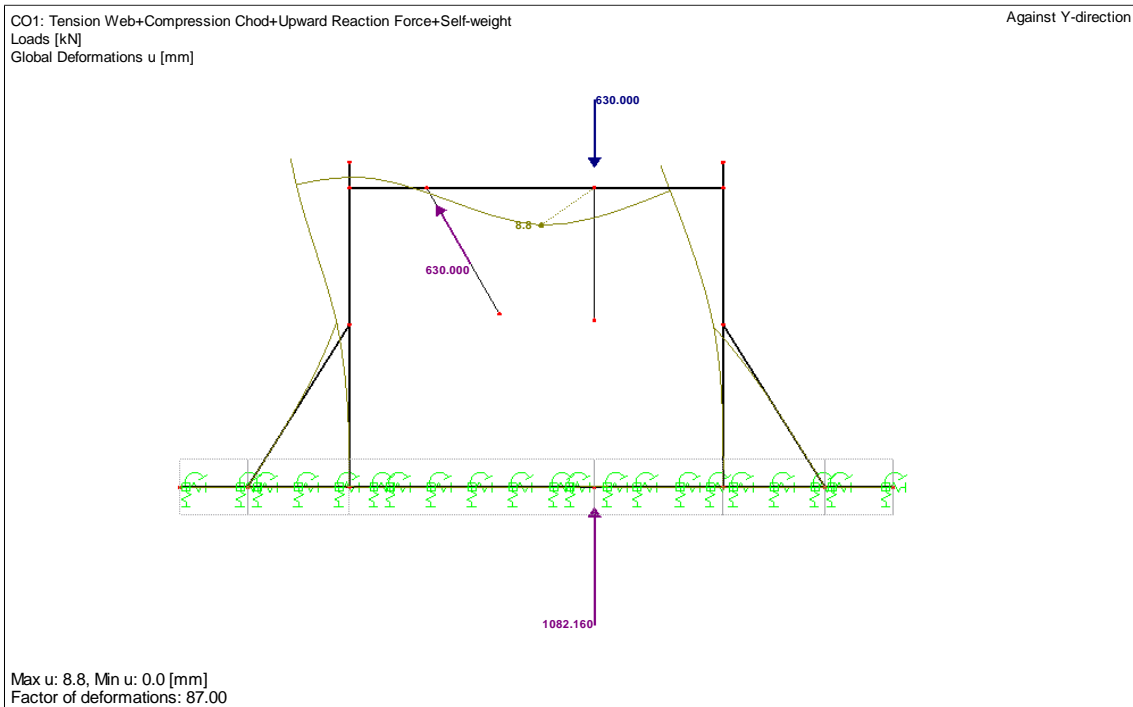 CO1: Tension Web+Compression Chod+Upward Reaction Force+Self-weight
Against Y-direction
Loads [kN]
Global Deformations u [mm]
630.000
8.8
630.000
1082.160
Max u: 8.8, Min u: 0.0 [mm]
Factor of deformations: 87.00